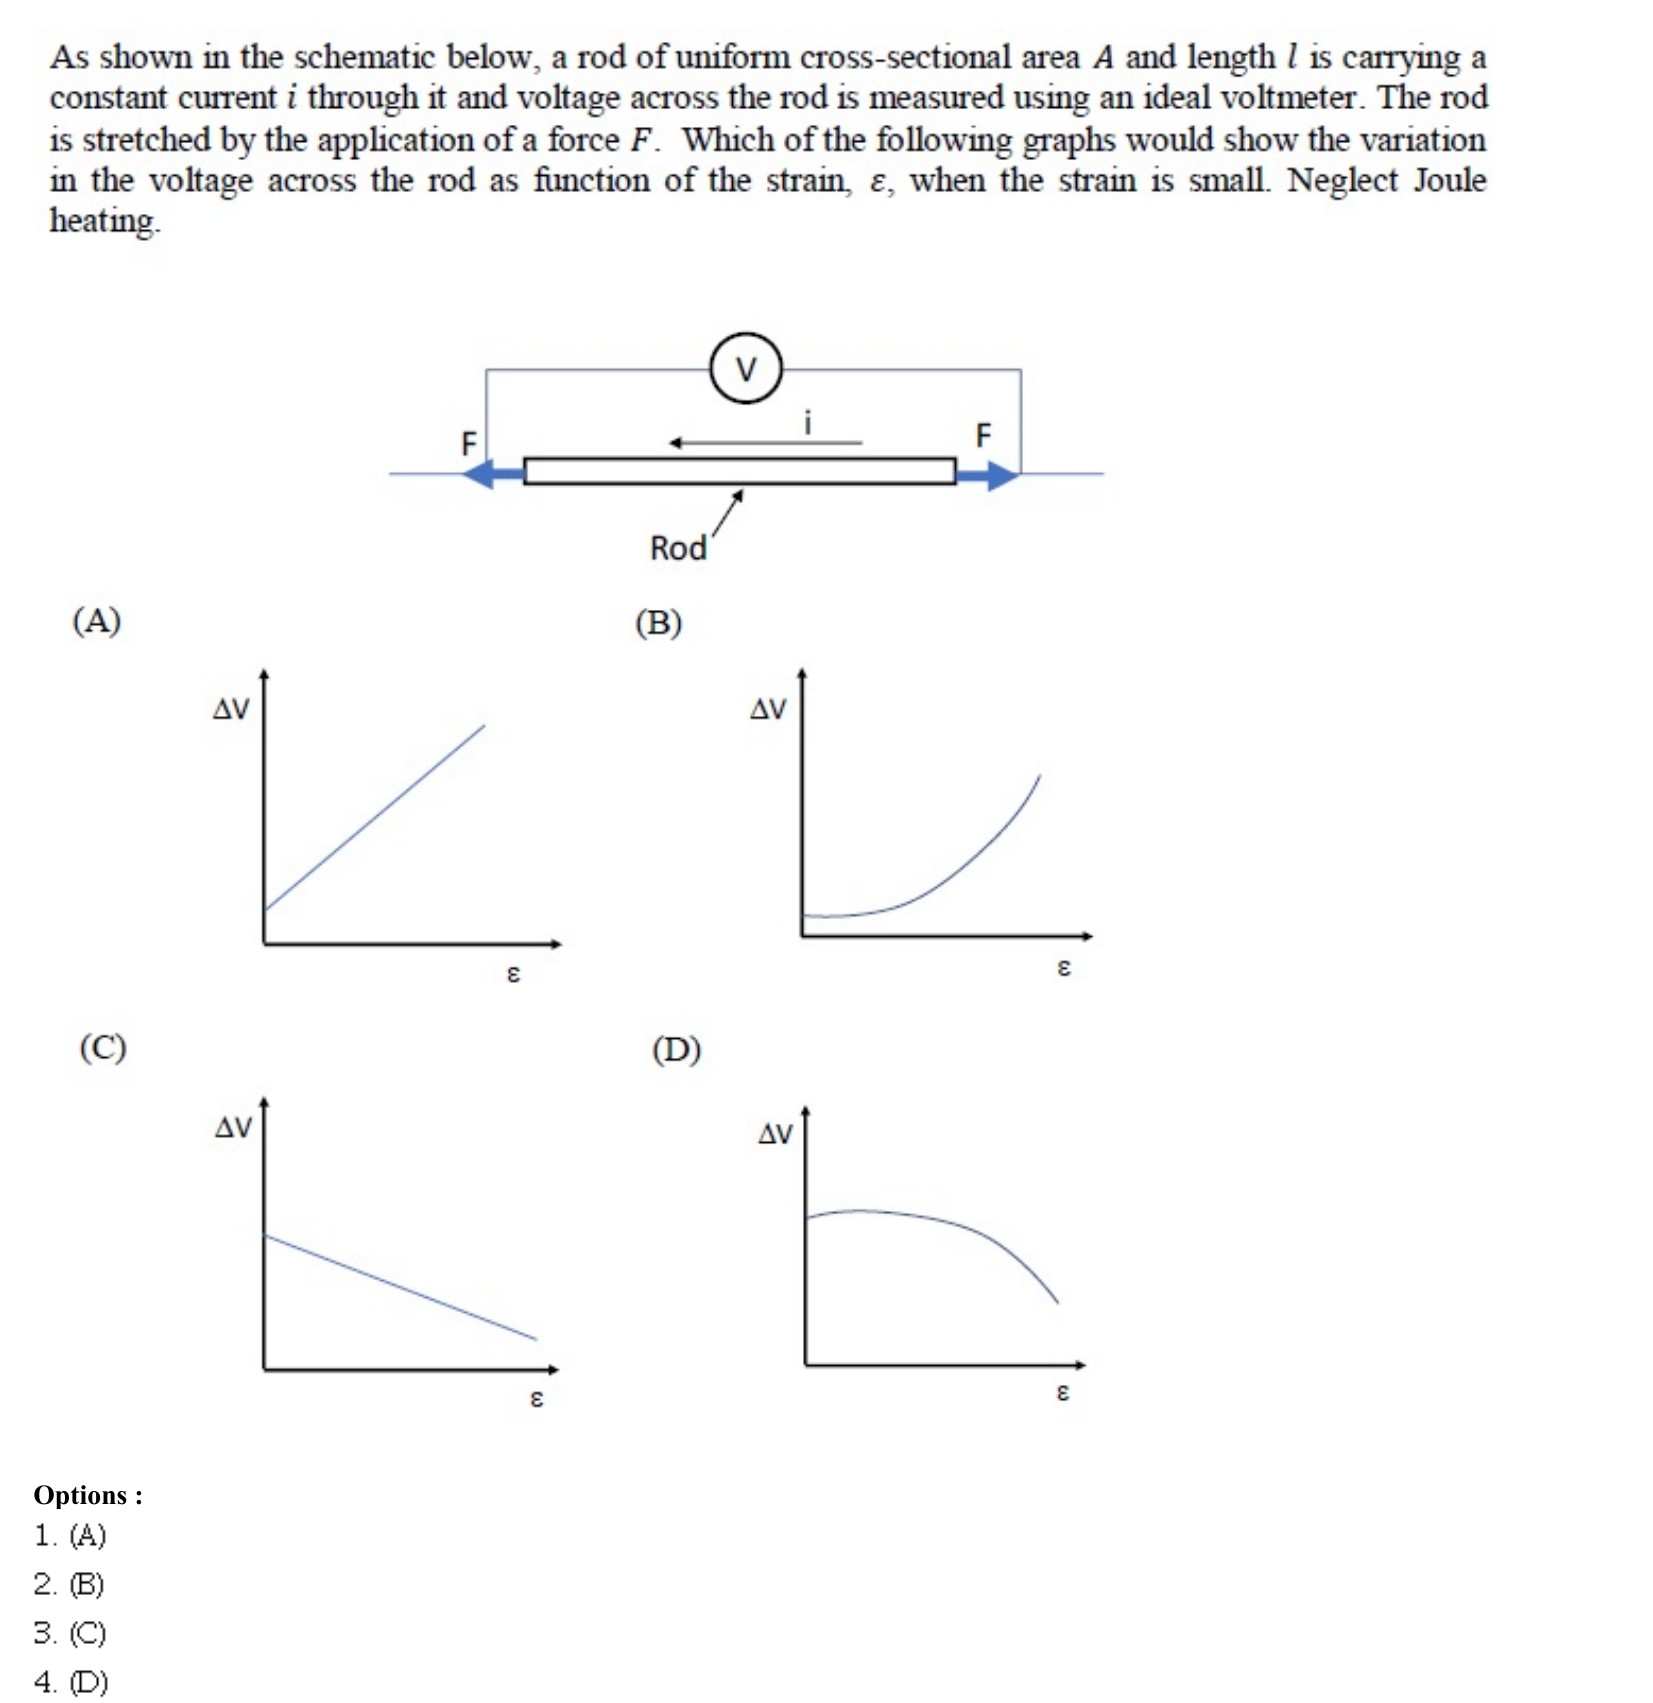 As shown in the schematic below, a rod of uniform cross-sectional area A and length l is carrying a
constant current i through it and voltage across the rod is measured using an ideal voltmeter. The rod
is stretched by the application of a force F. Which of the following graphs would show the variation
in the voltage across the rod as function of the strain, ε, when the strain is small. Neglect Joule
heating.
V
i
F
F
Rod
(A)
(B)
ΔV
ΔV
ε
ε
(C)
(D)
ΔV
ΔV
ε
ε
Options :
1. (A)
2. (B)
3. (C)
4. (D)